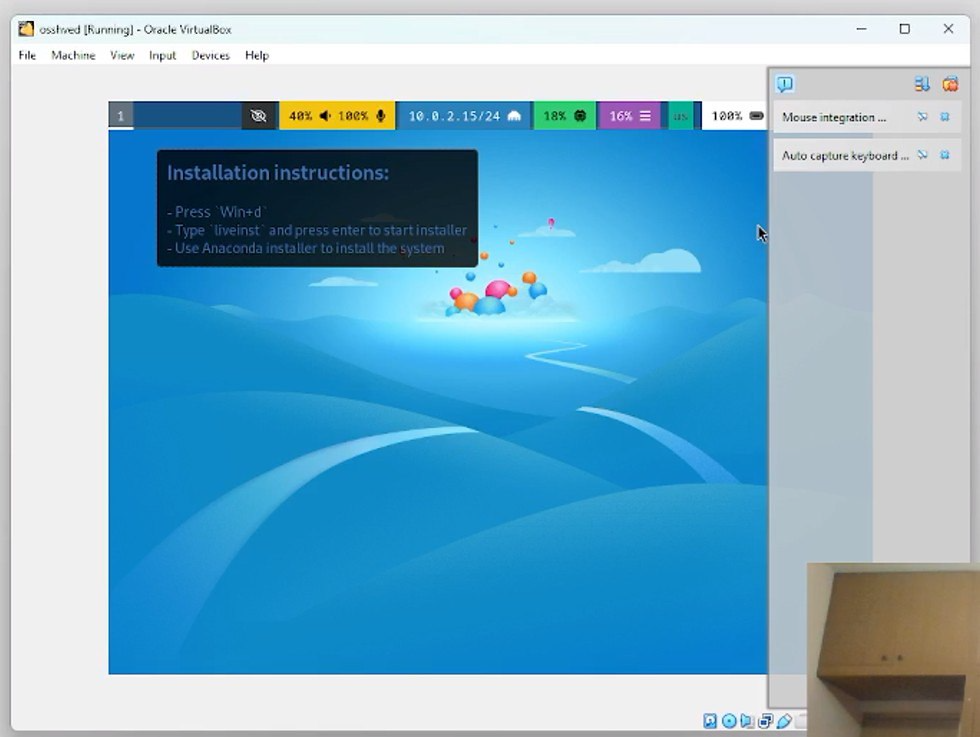 osshved [Running] - Oracle VirtualBox
File Machine View Input Devices Help
1 40% 100% 10.0.2.15/24 18% 16% 100%
Mouse integration ...
Auto capture keyboard ...
Installation instructions:
- Press `Win+d`
- Type `liveinst` and press enter to start installer
- Use Anaconda installer to install the system